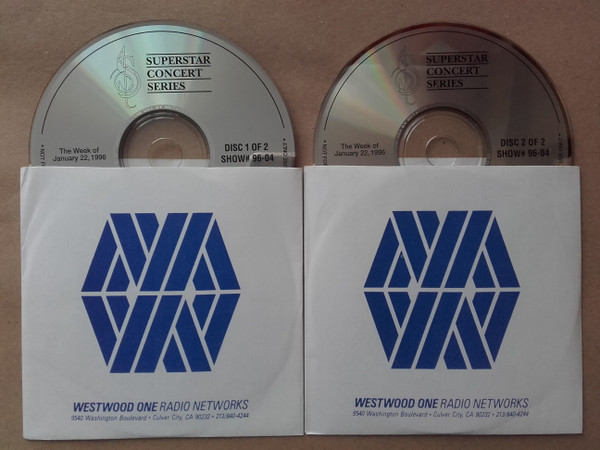 SUPERSTAR
CONCERT
SERIES
The Week of
January 22, 1996
DISC 1 OF 2
SHOW# 96-04
WESTWOOD ONE RADIO NETWORKS
9540 Washington Boulevard • Culver City, CA 90232 • 213/840-4244
SUPERSTAR
CONCERT
SERIES
The Week of
January 22, 1996
DISC 2 OF 2
SHOW# 96-04
WESTWOOD ONE RADIO NETWORKS
9540 Washington Boulevard • Culver City, CA 90232 • 213/840-4244